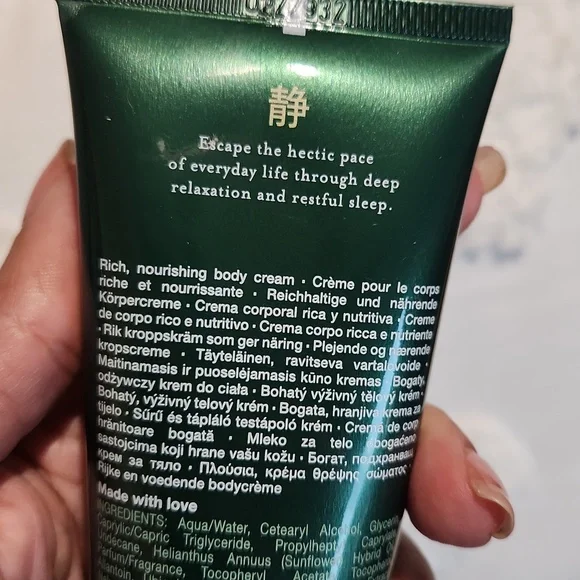 静
Escape the hectic pace
of everyday life through deep
relaxation and restful sleep.
Rich, nourishing body cream · Crème pour le corps
riche et nourrissante · Reichhaltige und nährende
Körpercreme · Crema corporal rica y nutritiva · Creme
de corpo rico e nutritivo · Crema corpo ricca e nutriente
· Rik kroppskräm som ger näring · Plejende og nærende
kropscreme · Täyteläinen, ravitseva vartalovoide ·
Maitinamasis ir puoselėjamasis kūno kremas · Bogaty,
odżywczy krem do ciała · Bohatý výživný tělový krém ·
Bohatý, výživný telový krém · Bogata, hranjiva krema za
tijelo · Sűrű és tápláló testápoló krém · Cremă de corp
hrănitoare bogată · Mleko za telo obogaćeno
sastojcima koji hrane vašu kožu · Богат, подхранващ
крем за тяло · Πλούσια, κρέμα θρέψης σώματος ·
Rijke en voedende bodycrème
Made with love
INGREDIENTS: Aqua/Water, Cetearyl Alcohol, Glycerin,
Caprylic/Capric Triglyceride, Propylheptyl Caprylate,
Undecane, Helianthus Annuus (Sunflower) Hybrid Oil,
Parfum/Fragrance, Tocopheryl Acetate,
Allantoin,